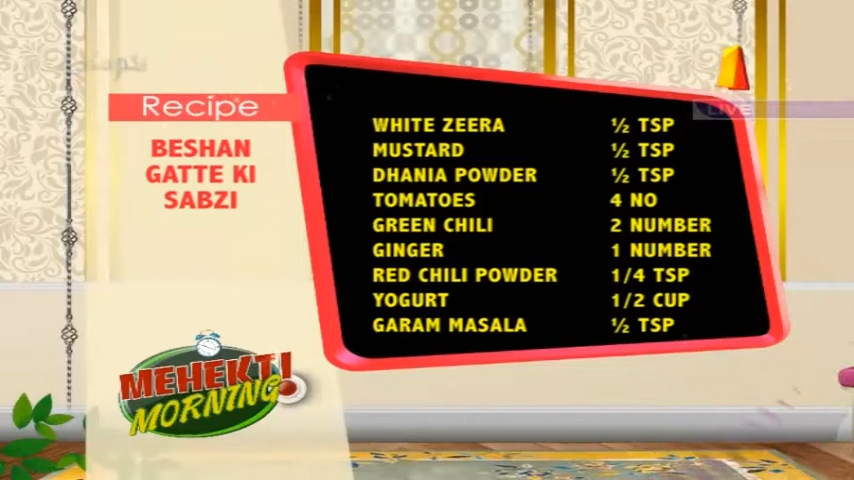 Recipe
BESHAN
GATTE KI
SABZI
WHITE ZEERA ½ TSP
MUSTARD ½ TSP
DHANIA POWDER ½ TSP
TOMATOES 4 NO
GREEN CHILI 2 NUMBER
GINGER 1 NUMBER
RED CHILI POWDER 1/4 TSP
YOGURT 1/2 CUP
GARAM MASALA ½ TSP
LIVE
MEHEKTI
MORNING